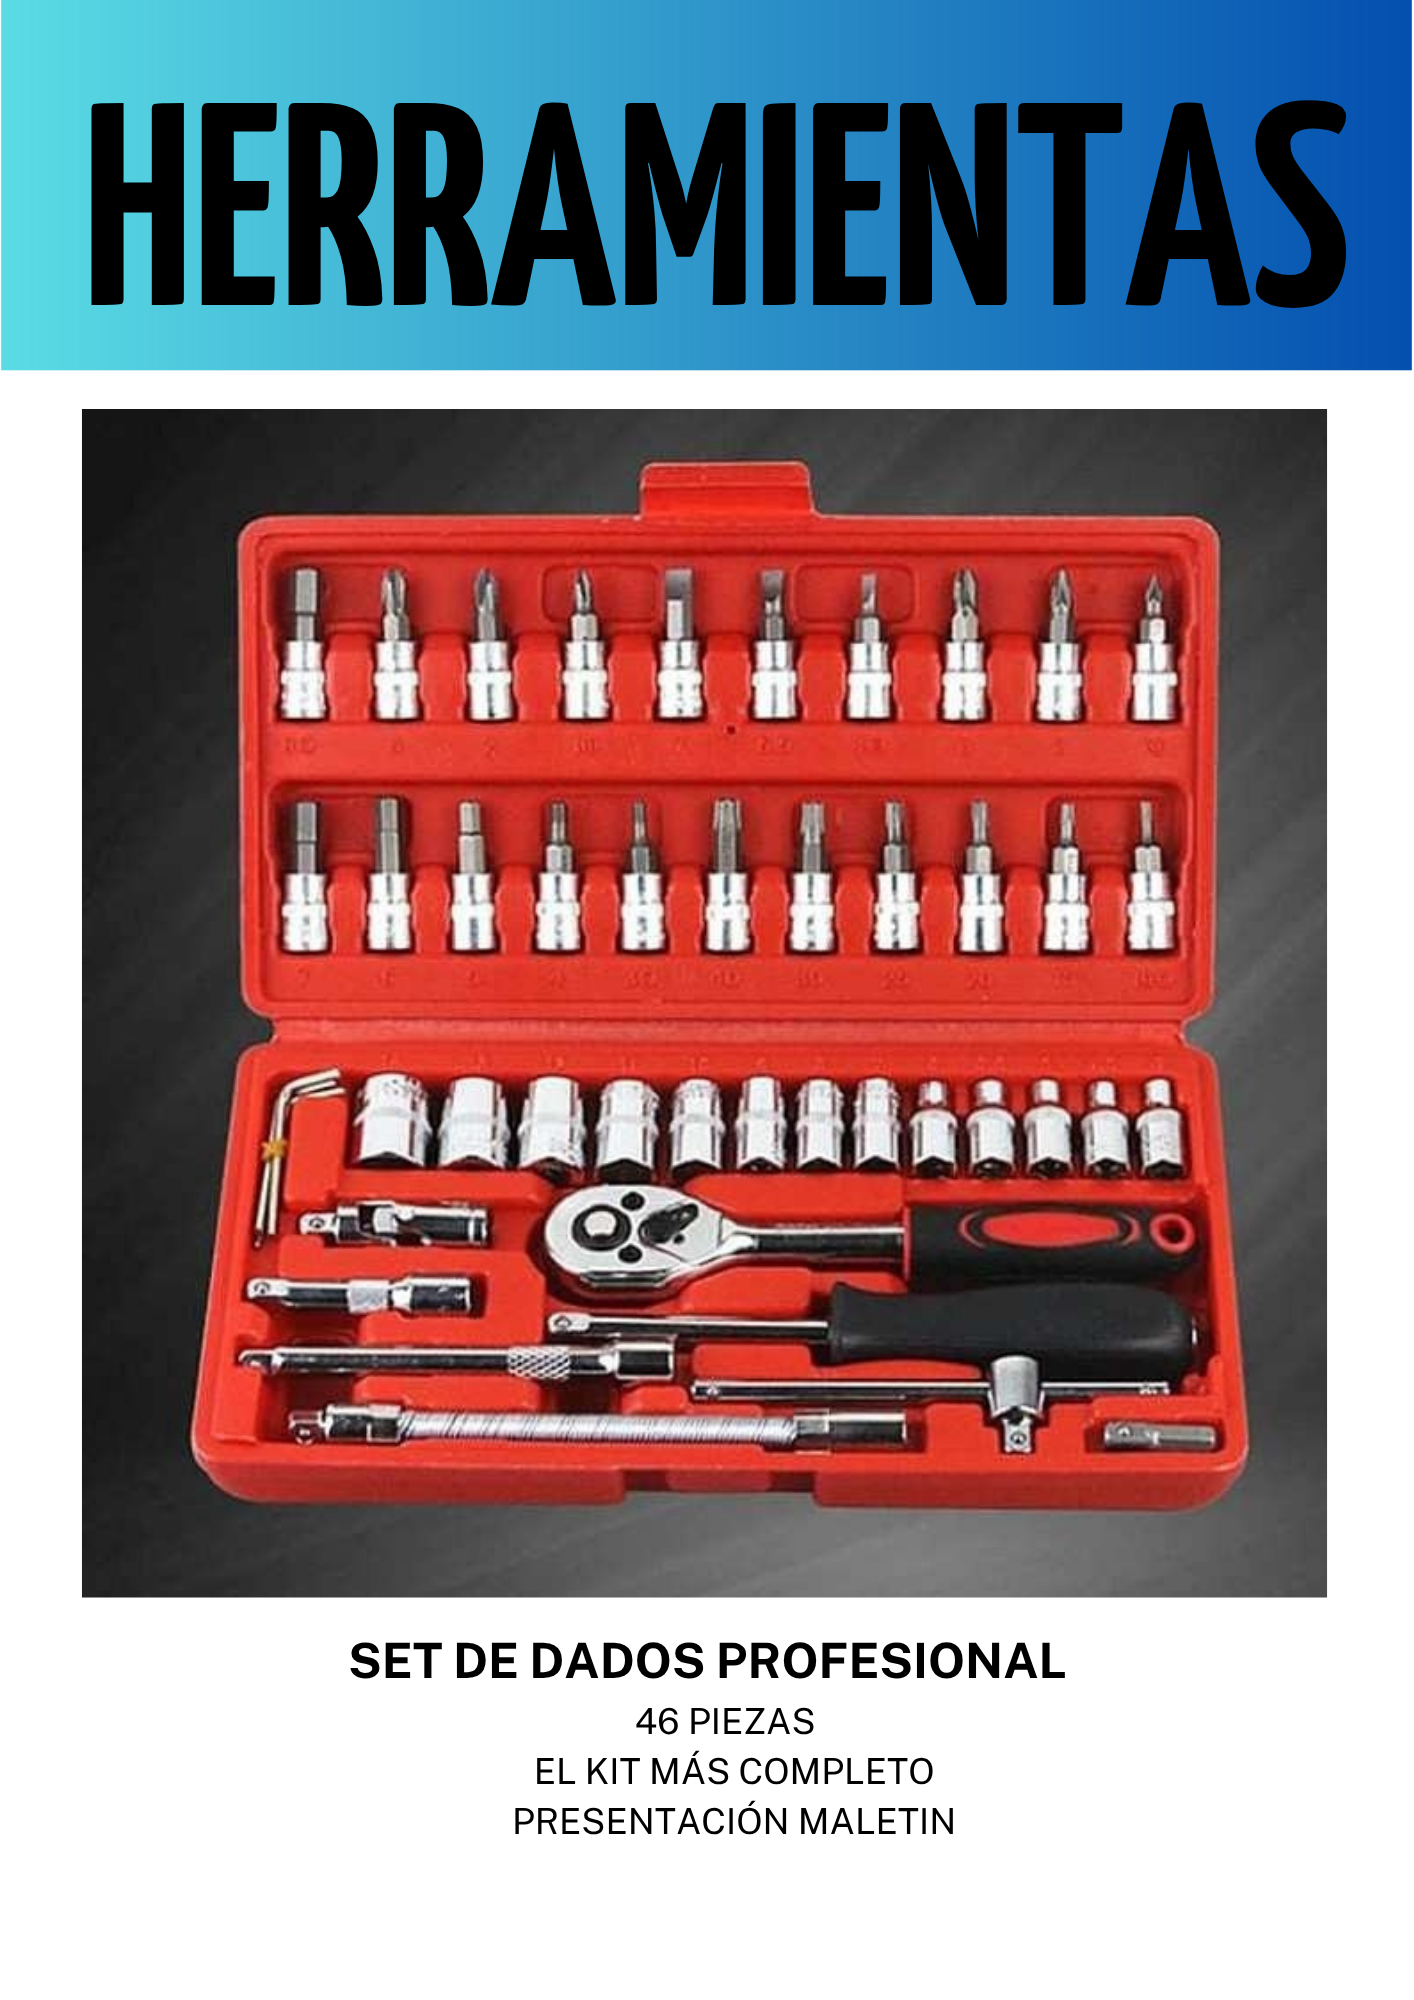 HERRAMIENTAS
SET DE DADOS PROFESIONAL
46 PIEZAS
EL KIT MÁS COMPLETO
PRESENTACIÓN MALETIN